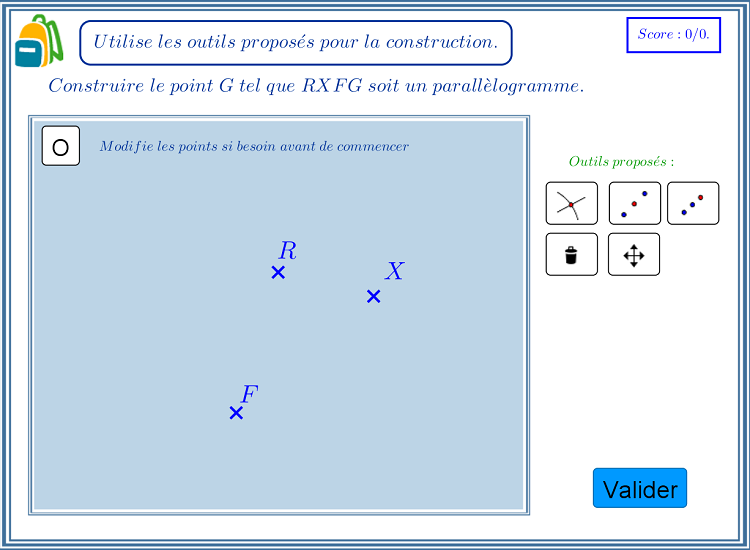 Utilise les outils proposés pour la construction.
Score : 0/0.
Construire le point G tel que RXFG soit un parallèlogramme.
O
Modifie les points si besoin avant de commencer
Outils proposés :
R
X
F
Valider